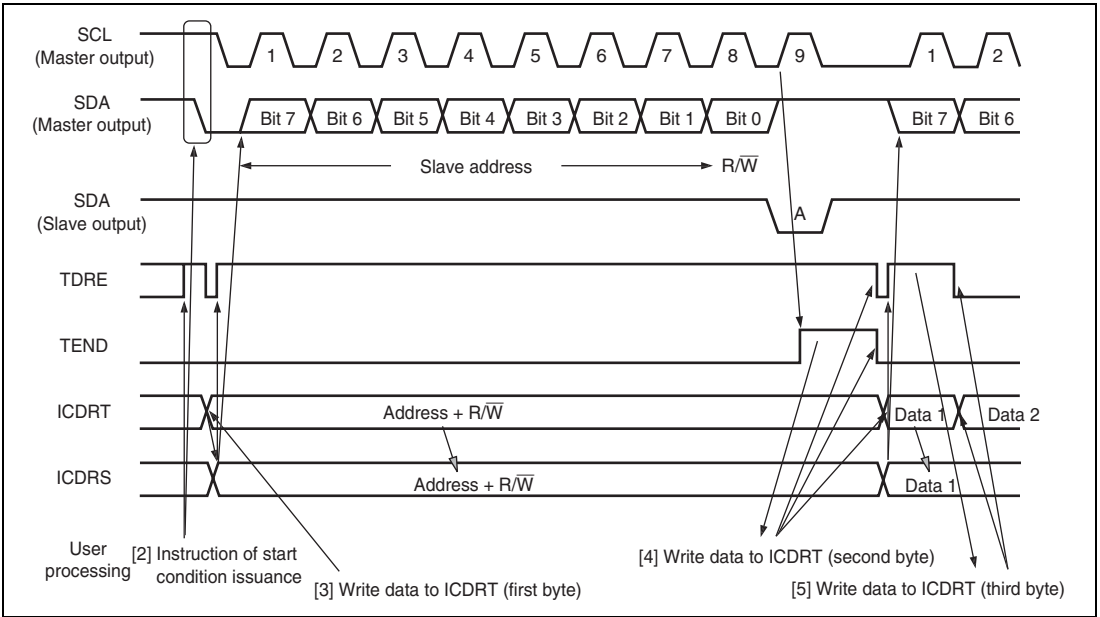 SCL
(Master output)
1 2 3 4 5 6 7 8 9 1 2
SDA
(Master output)
Bit 7 Bit 6 Bit 5 Bit 4 Bit 3 Bit 2 Bit 1 Bit 0 Bit 7 Bit 6
Slave address R/W̅
SDA
(Slave output)
A
TDRE
TEND
ICDRT
Address + R/W̅ Data 1 Data 2
ICDRS
Address + R/W̅ Data 1
User
processing
[2] Instruction of start
condition issuance
[3] Write data to ICDRT (first byte)
[4] Write data to ICDRT (second byte)
[5] Write data to ICDRT (third byte)